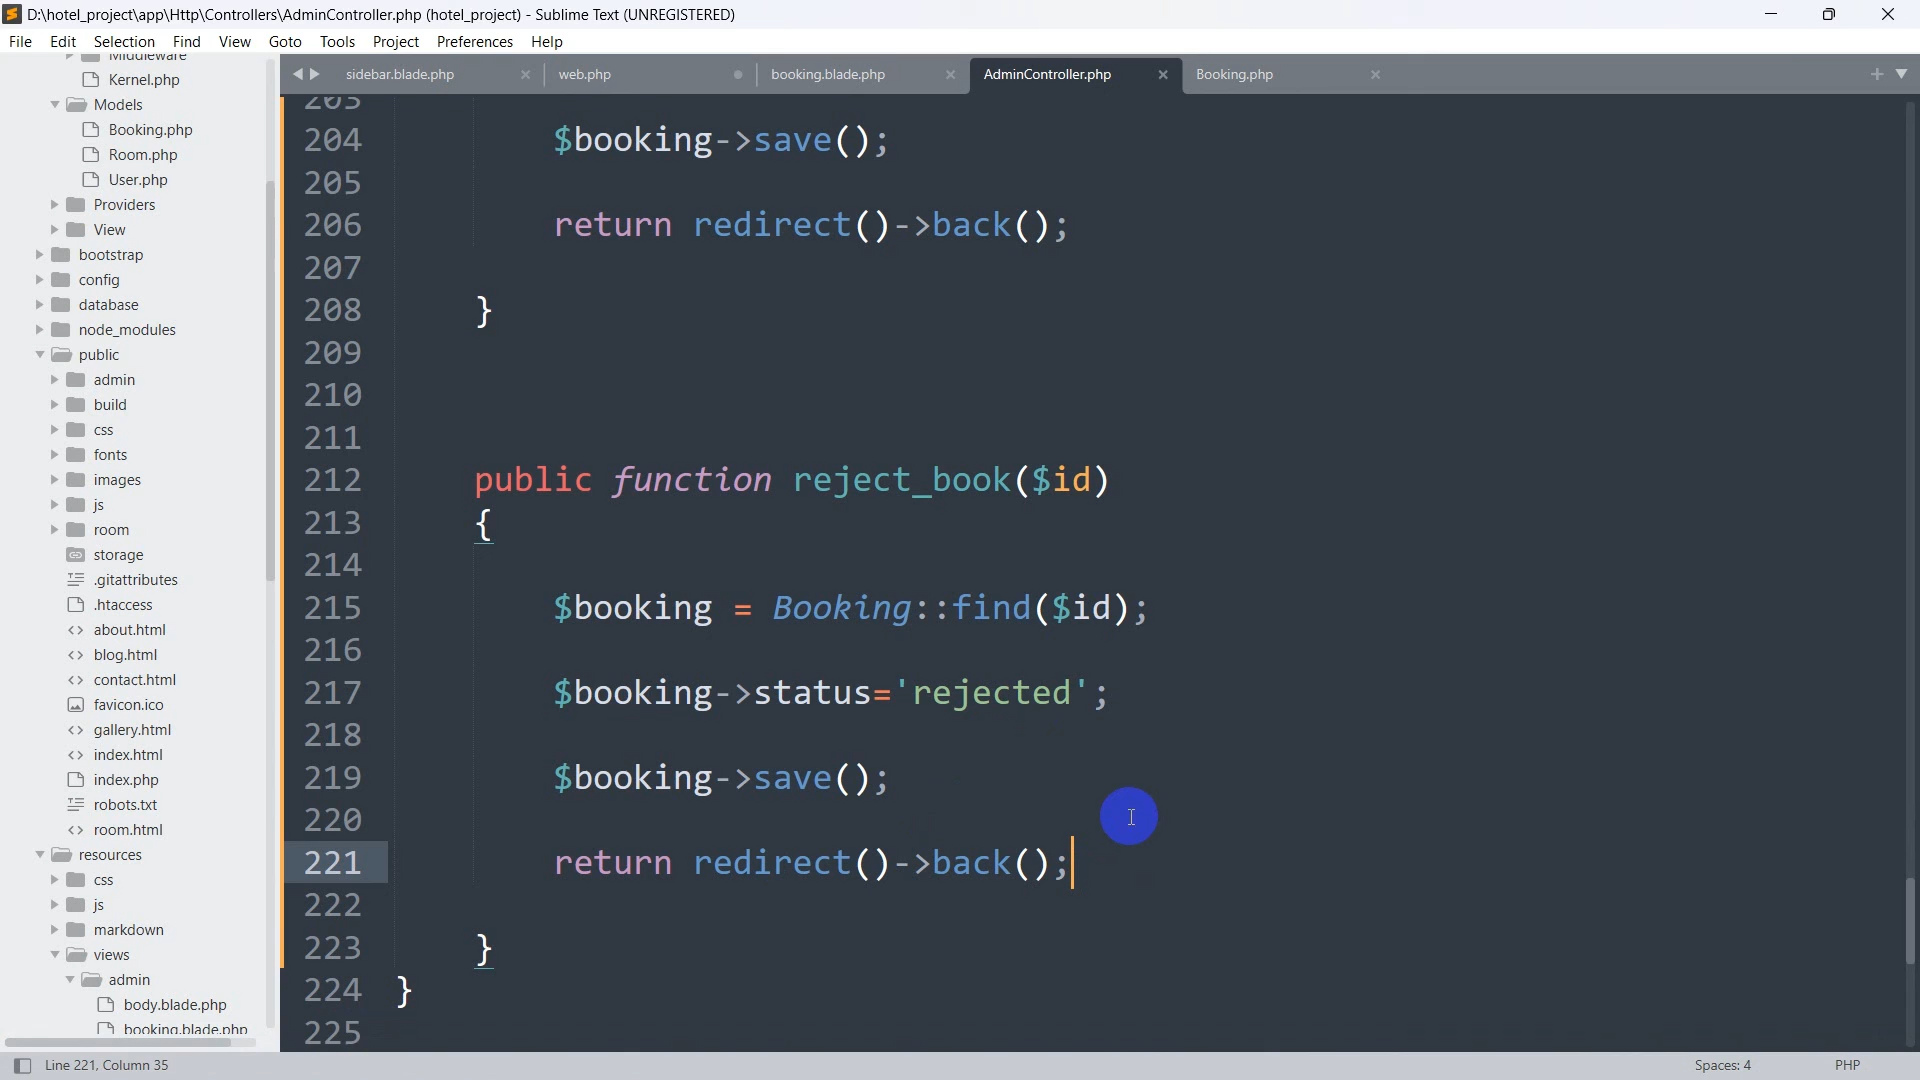 D:\hotel_project\app\Http\Controllers\AdminController.php (hotel_project) - Sublime Text (UNREGISTERED)
File Edit Selection Find View Goto Tools Project Preferences Help
sidebar.blade.php web.php booking.blade.php AdminController.php Booking.php
Middleware
Kernel.php
Models
Booking.php
Room.php
User.php
Providers
View
bootstrap
config
database
node_modules
public
admin
build
css
fonts
images
js
room
storage
.gitattributes
.htaccess
about.html
blog.html
contact.html
favicon.ico
gallery.html
index.html
index.php
robots.txt
room.html
resources
css
js
markdown
views
admin
body.blade.php
booking.blade.php
203
204 $booking->save();
205
206 return redirect()->back();
207
208 }
209
210
211
212 public function reject_book($id)
213 {
214
215 $booking = Booking::find($id);
216
217 $booking->status='rejected';
218
219 $booking->save();
220
221 return redirect()->back();
222
223 }
224 }
225
Line 221, Column 35 Spaces: 4 PHP